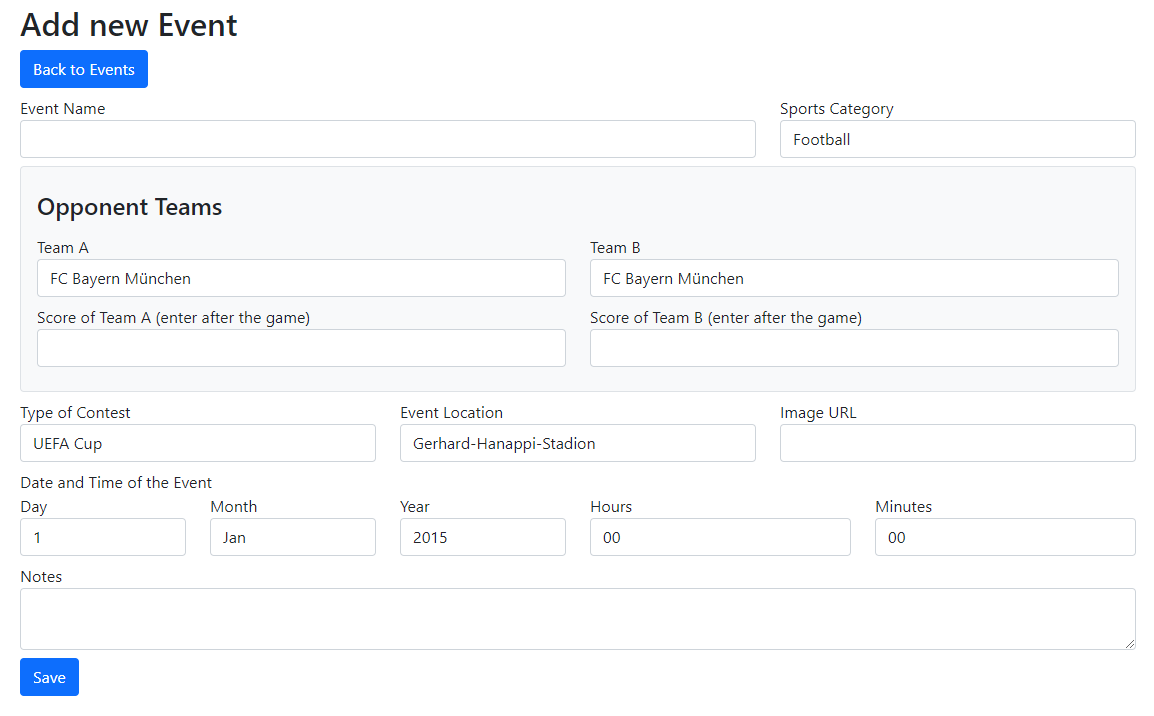 Add new Event
Back to Events
Event Name
Sports Category
Football
Opponent Teams
Team A
Team B
FC Bayern München
FC Bayern München
Score of Team A (enter after the game)
Score of Team B (enter after the game)
Type of Contest
Event Location
Image URL
UEFA Cup
Gerhard-Hanappi-Stadion
Date and Time of the Event
Day
Month
Year
Hours
Minutes
1
Jan
2015
00
00
Notes
Save